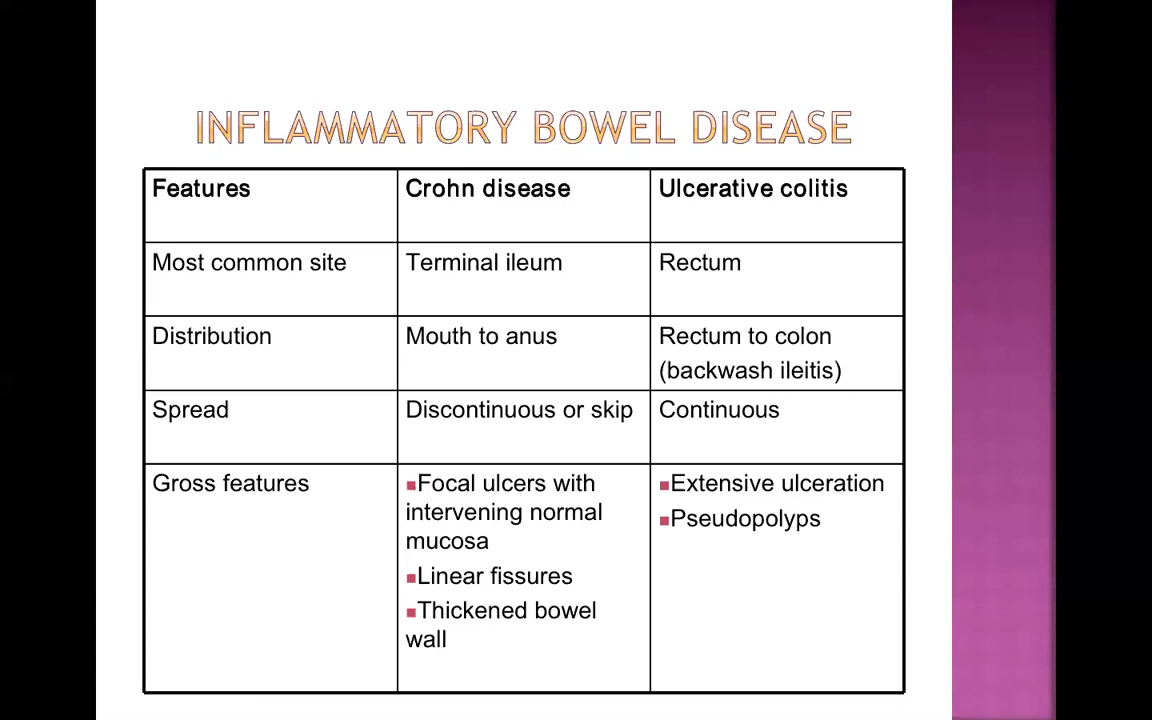 INFLAMMATORY BOWEL DISEASE
Features Crohn disease Ulcerative colitis
Most common site Terminal ileum Rectum
Distribution Mouth to anus Rectum to colon
(backwash ileitis)
Spread Discontinuous or skip Continuous
Gross features ■Focal ulcers with ■Extensive ulceration
intervening normal ■Pseudopolyps
mucosa
■Linear fissures
■Thickened bowel
wall